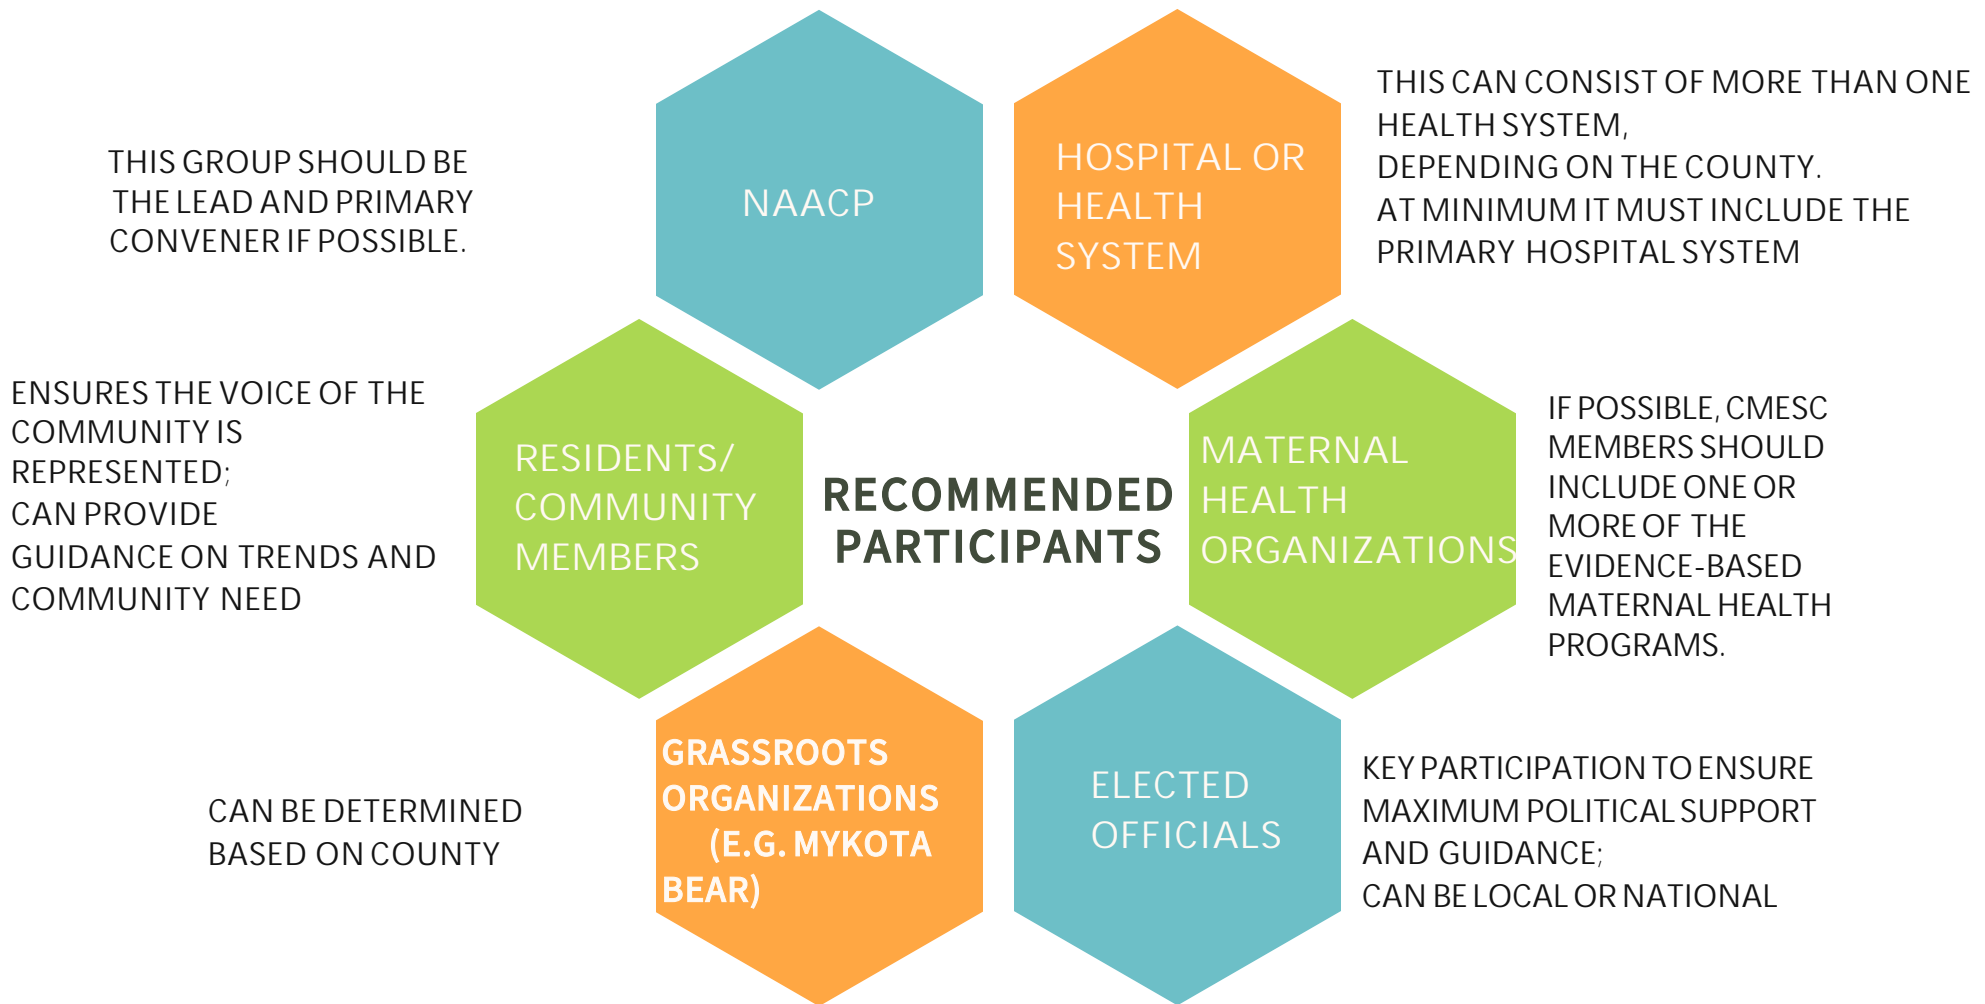 THIS GROUP SHOULD BE
THE LEAD AND PRIMARY
CONVENER IF POSSIBLE.
NAACP
HOSPITAL OR
HEALTH
SYSTEM
THIS CAN CONSIST OF MORE THAN ONE
HEALTH SYSTEM,
DEPENDING ON THE COUNTY.
AT MINIMUM IT MUST INCLUDE THE
PRIMARY HOSPITAL SYSTEM
ENSURES THE VOICE OF THE
COMMUNITY IS
REPRESENTED;
CAN PROVIDE
GUIDANCE ON TRENDS AND
COMMUNITY NEED
RESIDENTS/
COMMUNITY
MEMBERS
RECOMMENDED
PARTICIPANTS
MATERNAL
HEALTH
ORGANIZATIONS
IF POSSIBLE, CMESC
MEMBERS SHOULD
INCLUDE ONE OR
MORE OF THE
EVIDENCE-BASED
MATERNAL HEALTH
PROGRAMS.
CAN BE DETERMINED
BASED ON COUNTY
GRASSROOTS
ORGANIZATIONS
(E.G. MYKOTA
BEAR)
ELECTED
OFFICIALS
KEY PARTICIPATION TO ENSURE
MAXIMUM POLITICAL SUPPORT
AND GUIDANCE;
CAN BE LOCAL OR NATIONAL